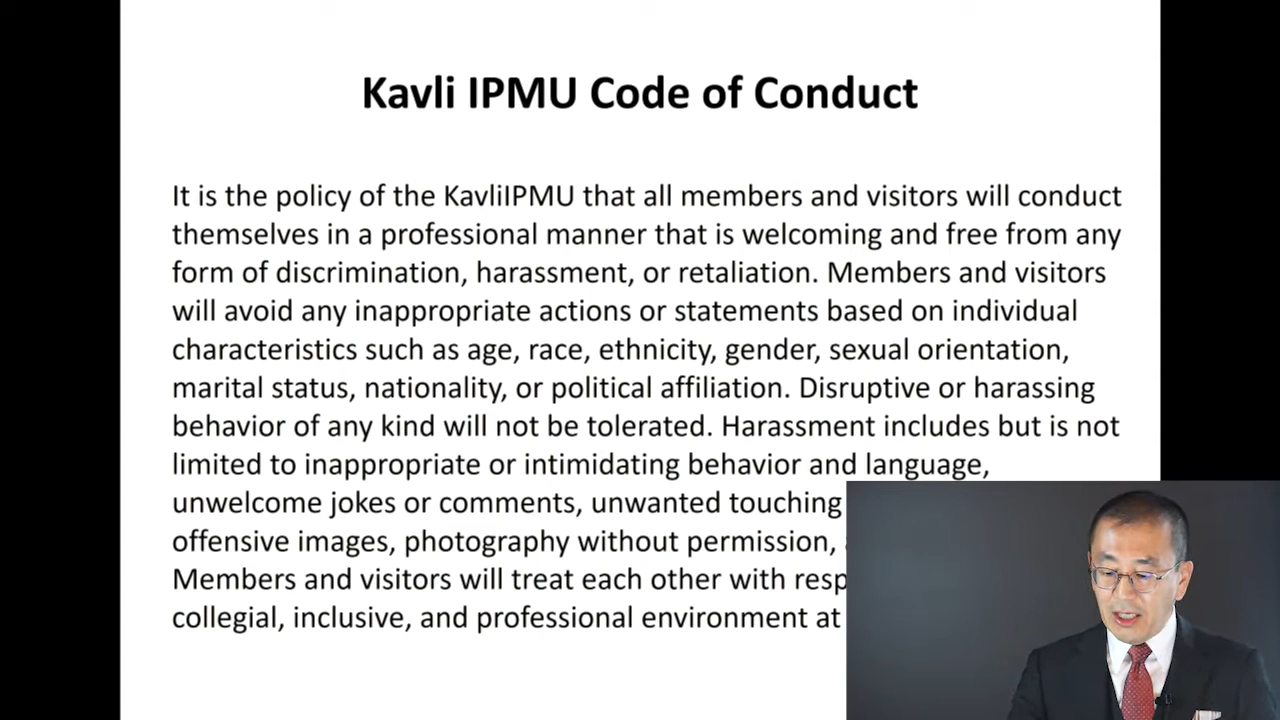 Kavli IPMU Code of Conduct
It is the policy of the KavliIPMU that all members and visitors will conduct
themselves in a professional manner that is welcoming and free from any
form of discrimination, harassment, or retaliation. Members and visitors
will avoid any inappropriate actions or statements based on individual
characteristics such as age, race, ethnicity, gender, sexual orientation,
marital status, nationality, or political affiliation. Disruptive or harassing
behavior of any kind will not be tolerated. Harassment includes but is not
limited to inappropriate or intimidating behavior and language,
unwelcome jokes or comments, unwanted touching
offensive images, photography without permission,
Members and visitors will treat each other with
collegial, inclusive, and professional environment at